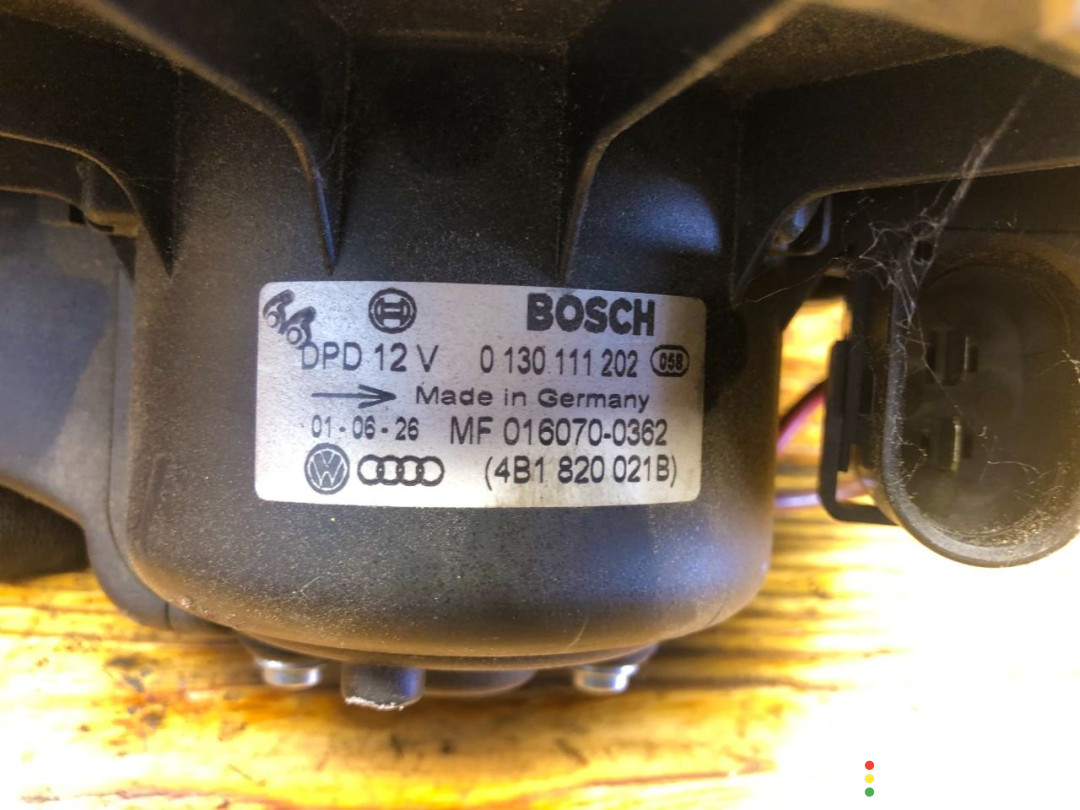 BOSCH
DPD 12 V 0 130 111 202 058
Made in Germany
01-06-26 MF 016070-0362
VW (4B1 820 021B)